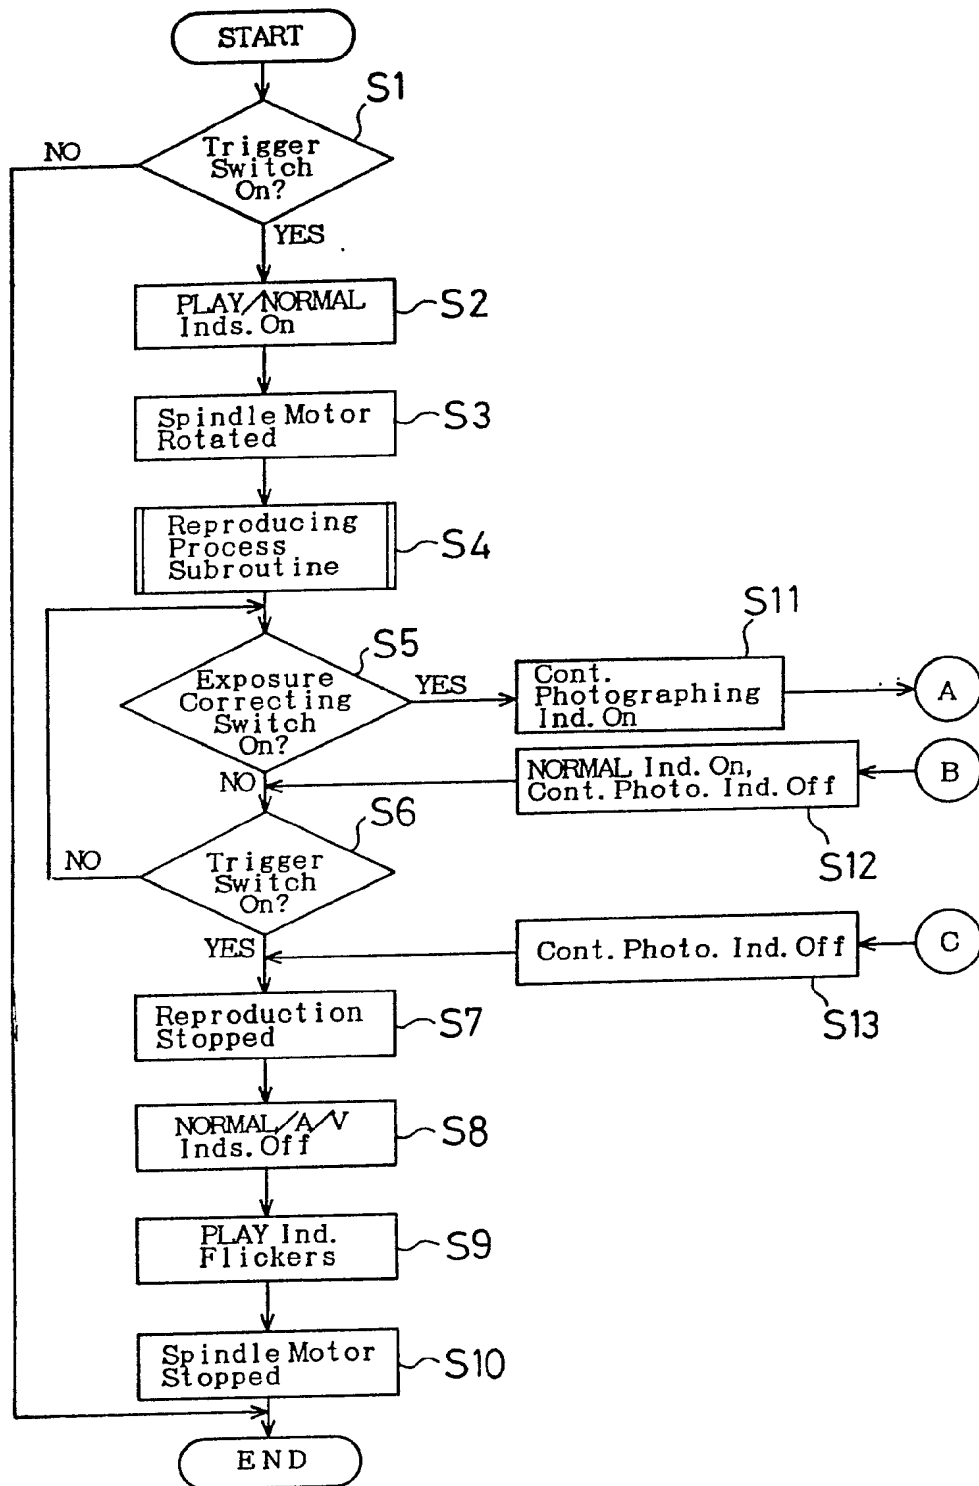 START
S1
Trigger
Switch
On?
NO
YES
PLAY/NORMAL
Inds. On
S2
Spindle Motor
Rotated
S3
Reproducing
Process
Subroutine
S4
S5
Exposure
Correcting
Switch
On?
YES
S11
Cont.
Photographing
Ind. On
A
NO
NORMAL Ind. On,
Cont. Photo. Ind. Off
B
S12
S6
Trigger
Switch
On?
NO
YES
Cont. Photo. Ind. Off
C
S13
Reproduction
Stopped
S7
NORMAL/A/V
Inds. Off
S8
PLAY Ind.
Flickers
S9
Spindle Motor
Stopped
S10
END